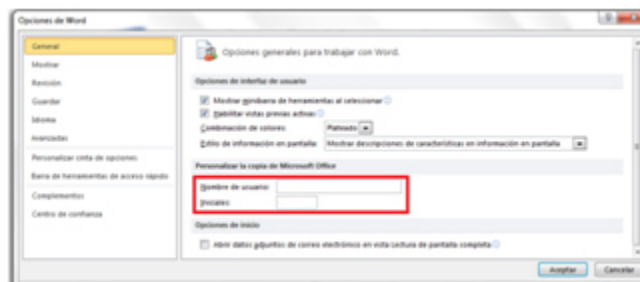 Opciones de Word
General
Mostrar
Revisión
Guardar
Idioma
Avanzadas
Personalizar cinta de opciones
Barra de herramientas de acceso rápido
Complementos
Centro de confianza
Opciones generales para trabajar con Word.
Opciones de interfaz de usuario
Mostrar minibarra de herramientas al seleccionar
Habilitar vistas previas activas
Combinación de colores: Plateado
Estilo de información en pantalla: Mostrar descripciones de características en información en pantalla
Personalizar la copia de Microsoft Office
Nombre de usuario:
Iniciales:
Opciones de inicio
Abrir datos adjuntos de correo electrónico en vista Lectura de pantalla completa
Aceptar Cancelar